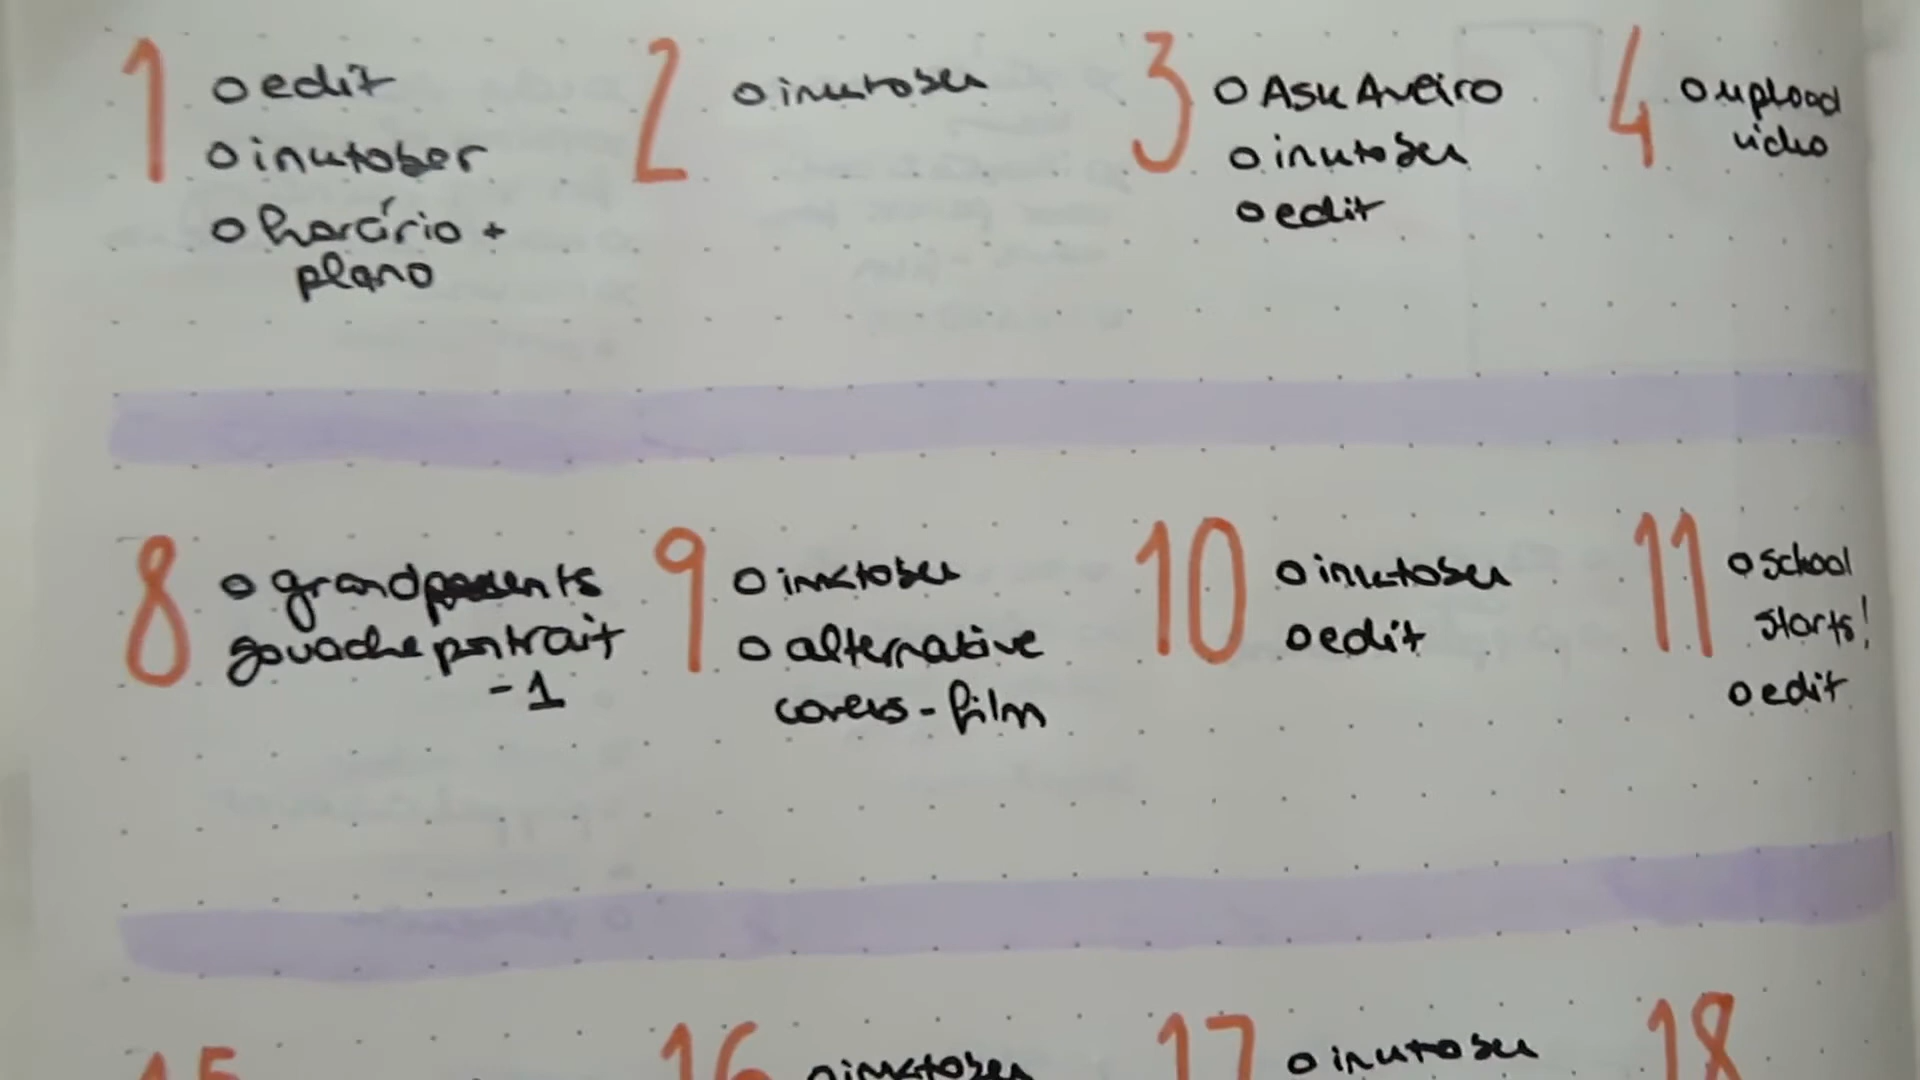 1
o edit
o inktober
o horário +
plano
2
o inktober
3
o Ask Aveiro
o inktober
o edit
4
o upload
video
8
o grandparents
gouache portrait
- 1
9
o inktober
o alternative
covers - film
10
o inktober
o edit
11
o school
starts!
o edit
15
16
o inktober
17
o inktober
18